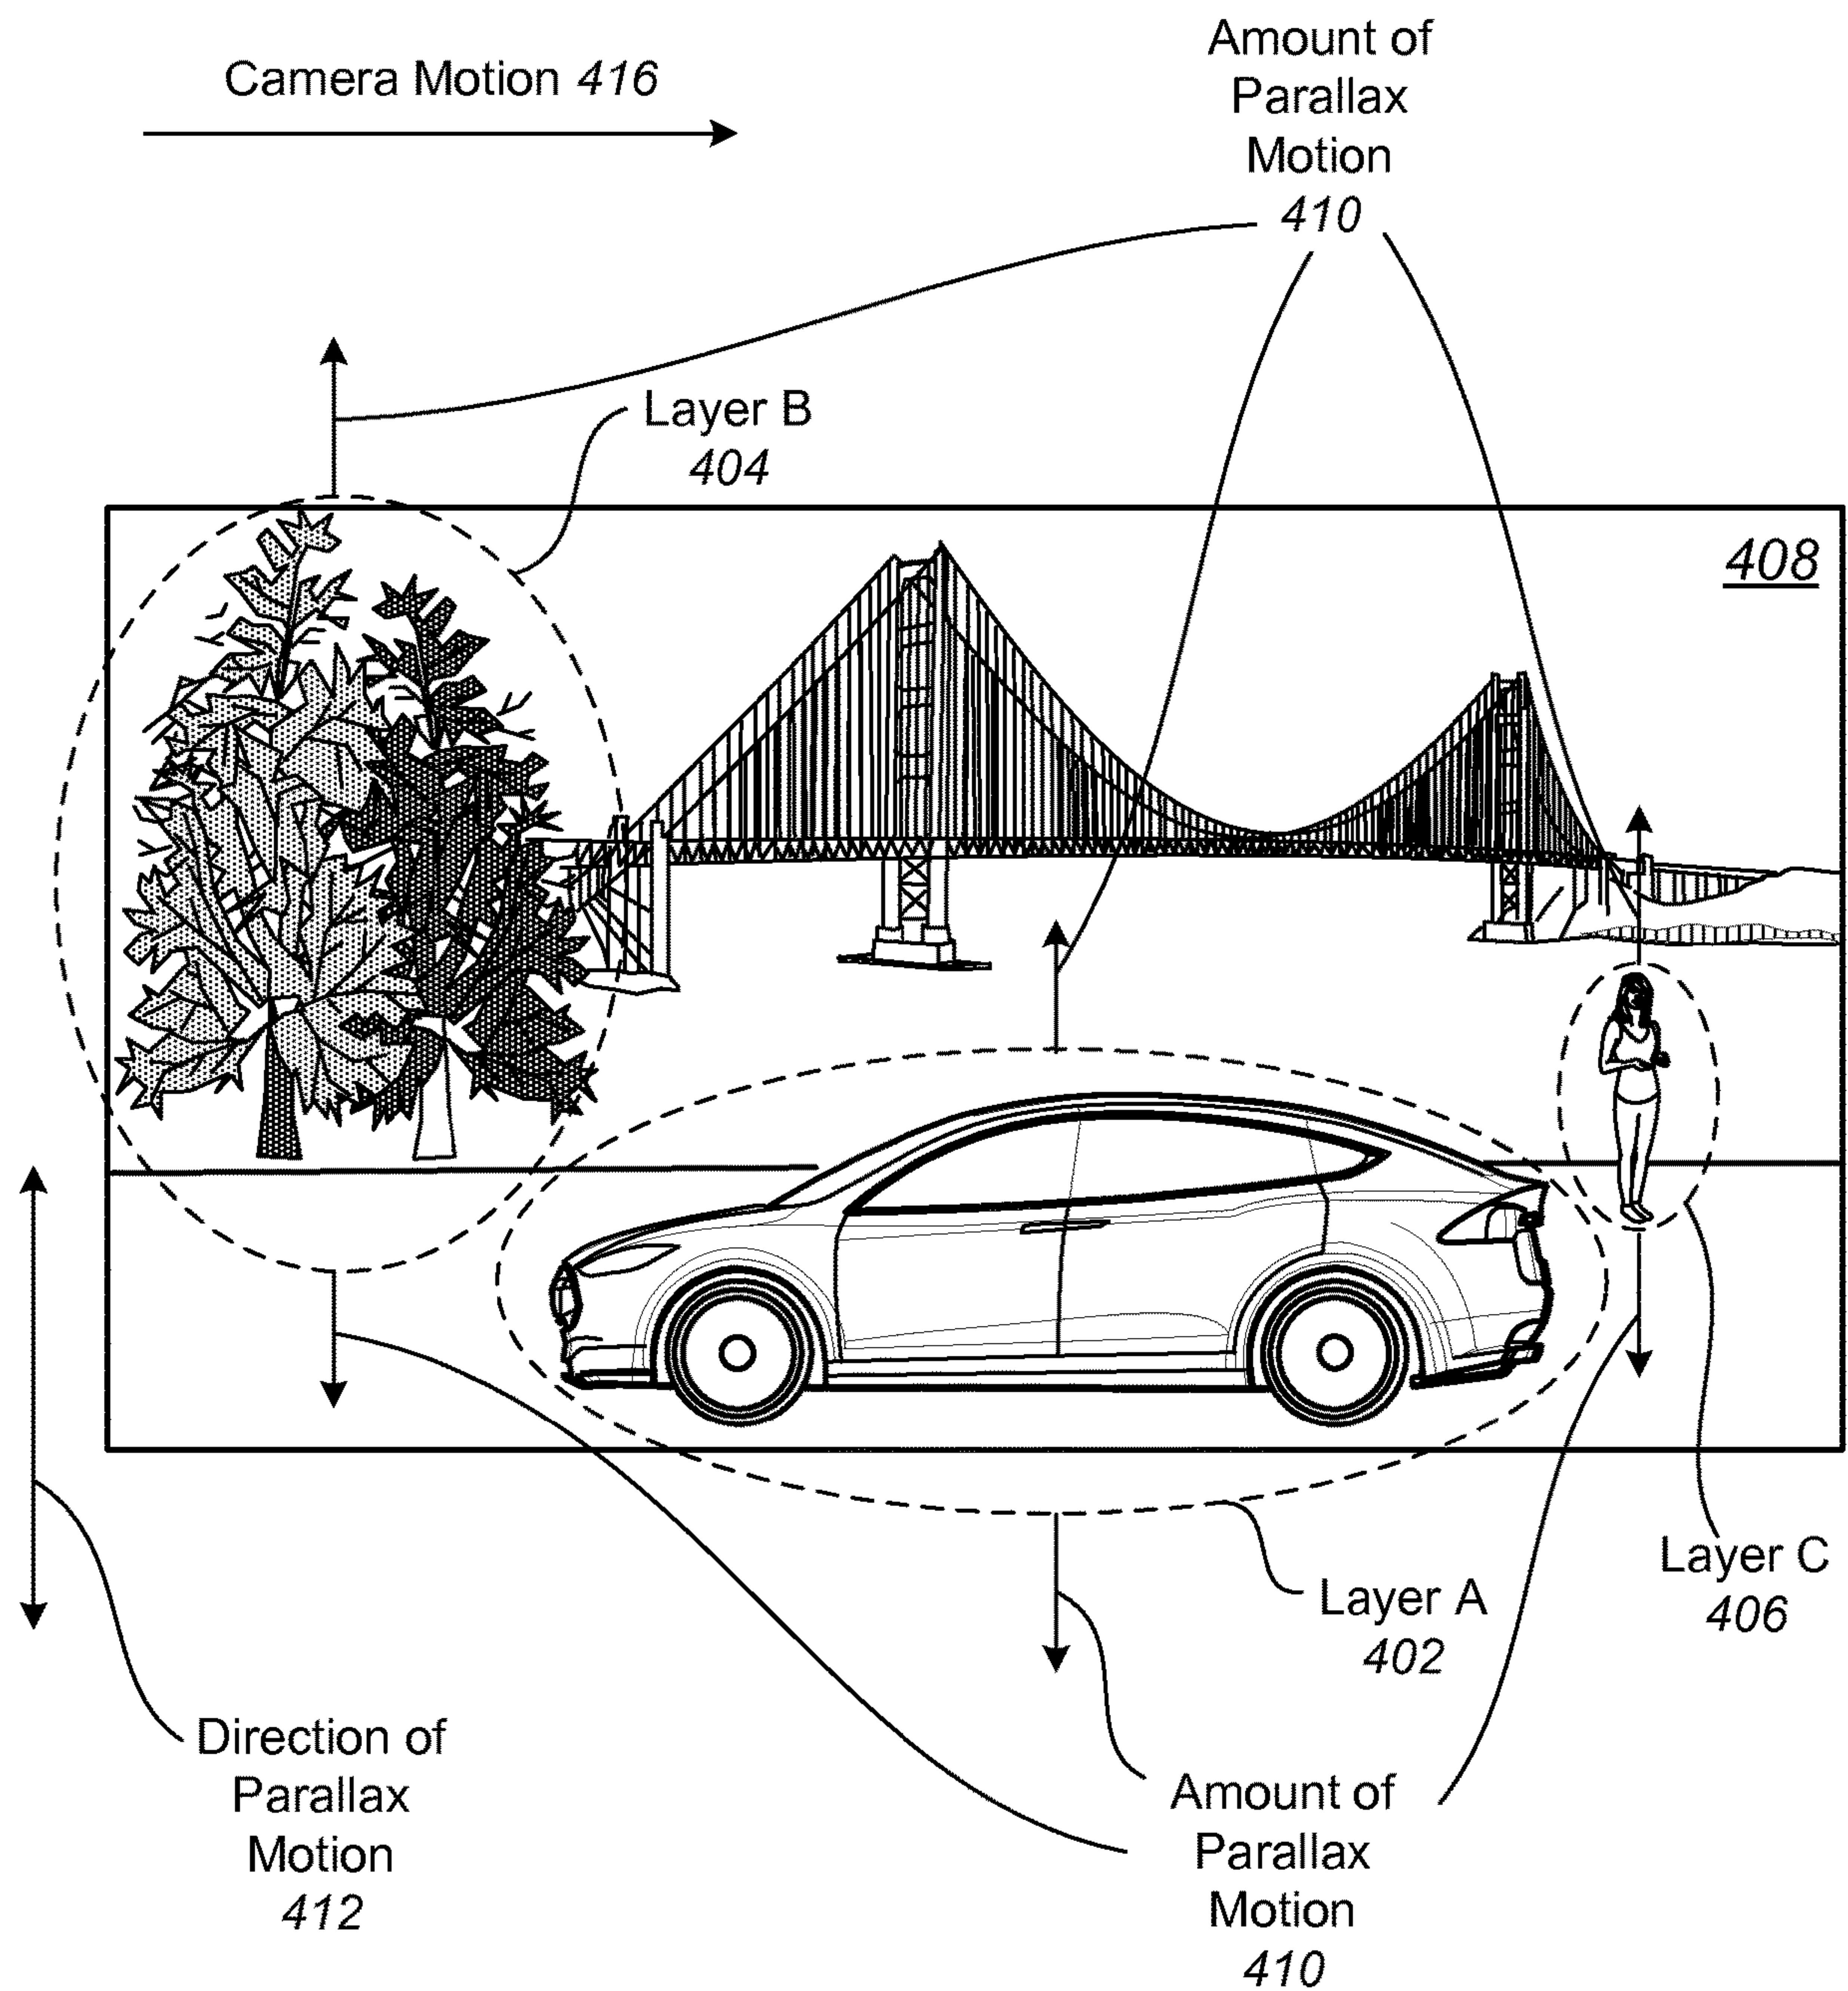 Camera Motion 416
Amount of
Parallax
Motion
410
Layer B
404
408
Layer C
406
Layer A
402
Direction of
Parallax
Motion
412
Amount of
Parallax
Motion
410